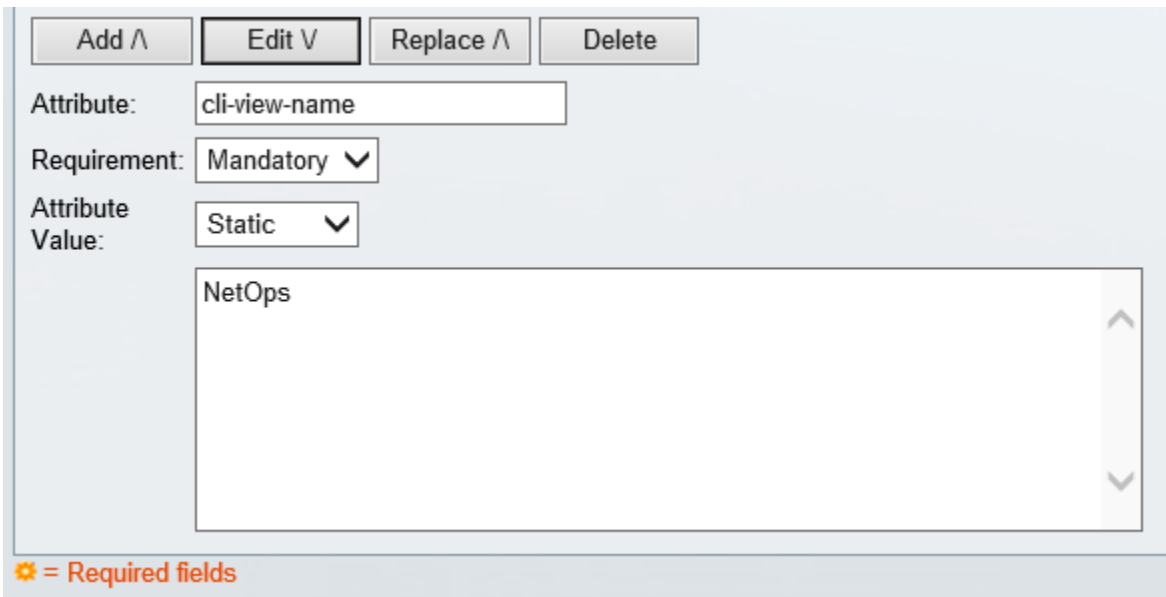 Add /\ Edit \/ Replace /\ Delete
Attribute: cli-view-name
Requirement: Mandatory
Attribute
Value: Static
NetOps
= Required fields